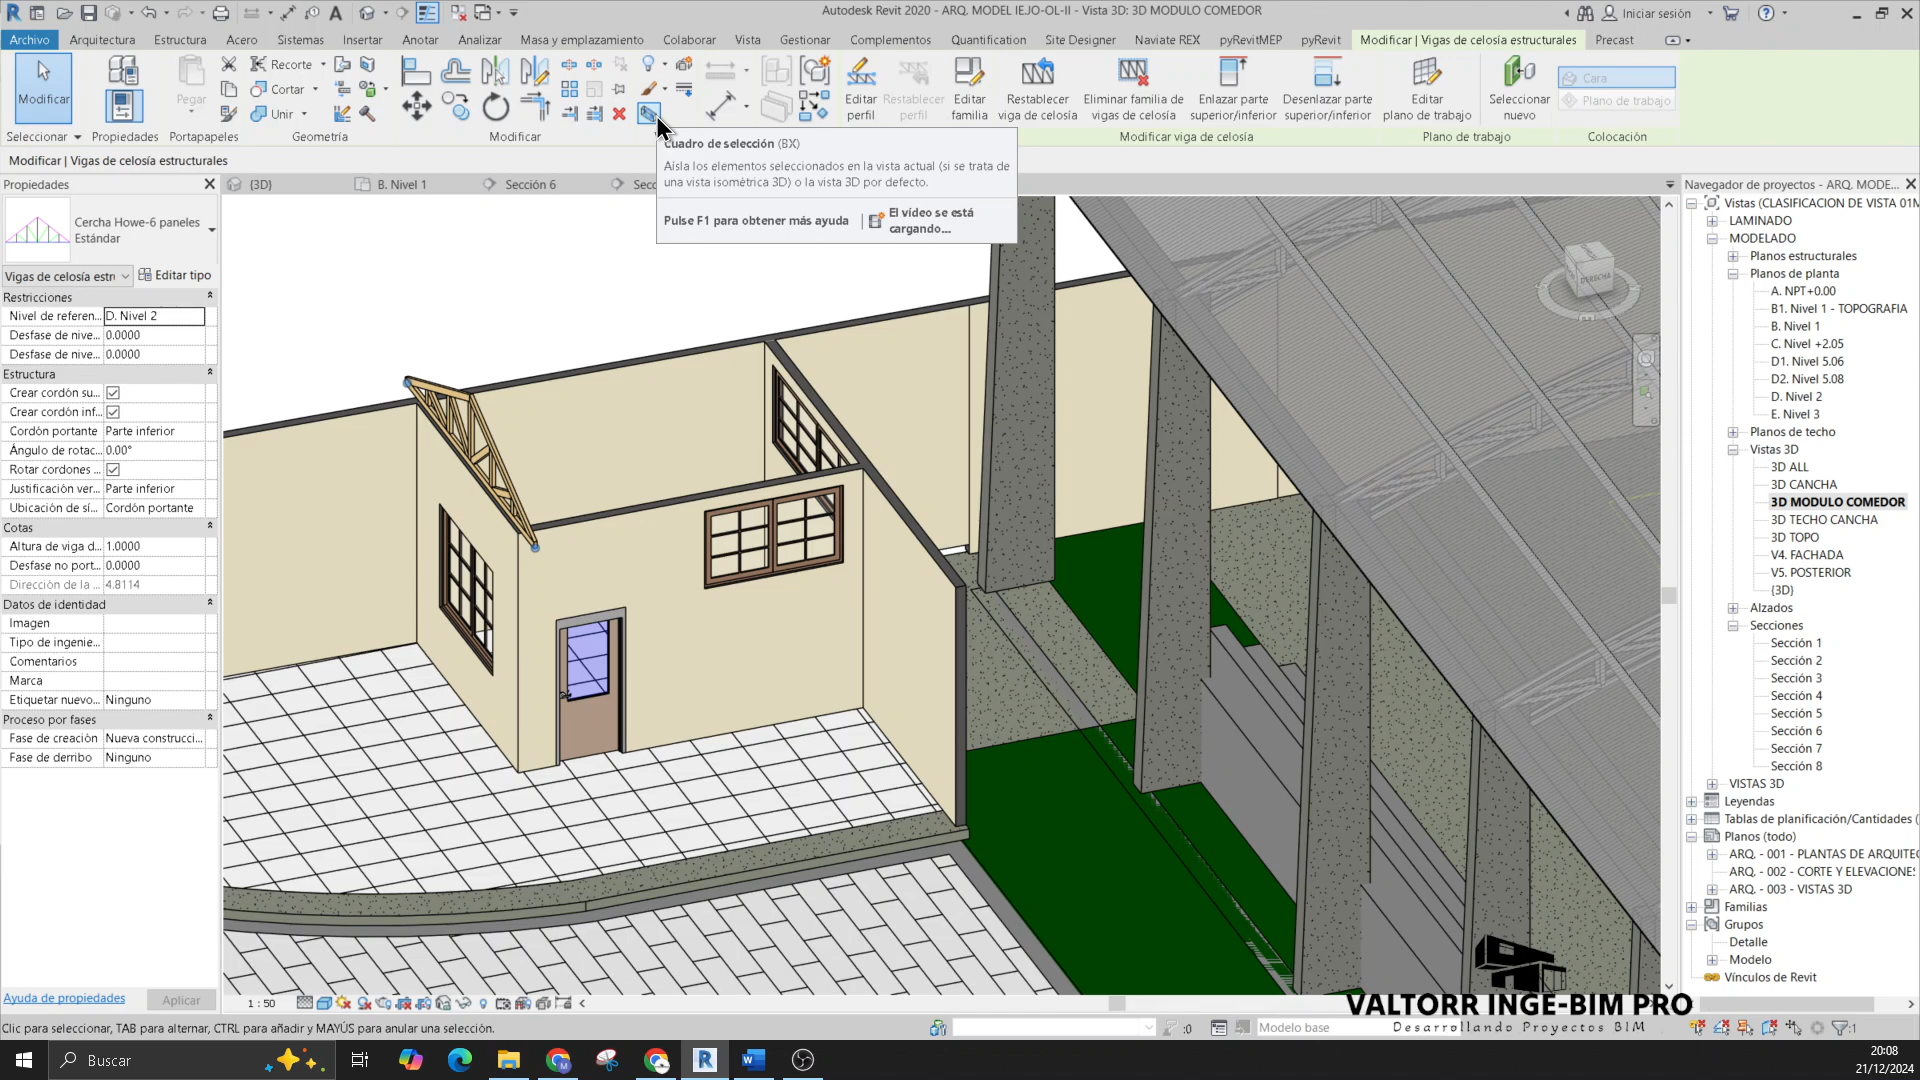 Autodesk Revit 2020 - ARQ. MODEL IEJO-OL-II - Vista 3D: 3D MODULO COMEDOR
Iniciar sesión
Archivo Arquitectura Estructura Acero Sistemas Insertar Anotar Analizar Masa y emplazamiento Colaborar Vista Gestionar Complementos Quantification Site Designer Naviate REX pyRevitMEP pyRevit Modificar | Vigas de celosía estructurales Precast
Modificar
Pegar
Recorte
Cortar
Unir
Editar perfil
Restablecer perfil
Editar familia
Restablecer viga de celosía
Eliminar familia de vigas de celosía
Enlazar parte superior/inferior
Desenlazar parte superior/inferior
Editar plano de trabajo
Seleccionar nuevo
Cara
Plano de trabajo
Seleccionar Propiedades Portapapeles Geometría Modificar Modificar viga de celosía Plano de trabajo Colocación
Modificar | Vigas de celosía estructurales
Cuadro de selección (BX)
Aísla los elementos seleccionados en la vista actual (si se trata de
una vista isométrica 3D) o la vista 3D por defecto.
Pulse F1 para obtener más ayuda
El vídeo se está
cargando...
Propiedades
{3D} B. Nivel 1 Sección 6
Cercha Howe-6 paneles
Estándar
Vigas de celosía estr
Editar tipo
Restricciones
Nivel de referen... D. Nivel 2
Desfase de nive... 0.0000
Desfase de nive... 0.0000
Estructura
Crear cordón su...
Crear cordón inf...
Cordón portante Parte inferior
Ángulo de rotac... 0.00°
Rotar cordones ...
Justificación ver... Parte inferior
Ubicación de sí... Cordón portante
Cotas
Altura de viga d... 1.0000
Desfase no port... 0.0000
Dirección de la ... 4.8114
Datos de identidad
Imagen
Tipo de ingenie...
Comentarios
Marca
Etiquetar nuevo... Ninguno
Proceso por fases
Fase de creación Nueva construcci...
Fase de derribo Ninguno
Ayuda de propiedades
Aplicar
DERECHA
Navegador de proyectos - ARQ. MODE...
Vistas (CLASIFICACION DE VISTA 01M
LAMINADO
MODELADO
Planos estructurales
Planos de planta
A. NPT+0.00
B1. Nivel 1 - TOPOGRAFIA
B. Nivel 1
C. Nivel +2.05
D1. Nivel 5.06
D2. Nivel 5.08
D. Nivel 2
E. Nivel 3
Planos de techo
Vistas 3D
3D ALL
3D CANCHA
3D MODULO COMEDOR
3D TECHO CANCHA
3D TOPO
V4. FACHADA
V5. POSTERIOR
{3D}
Alzados
Secciones
Sección 1
Sección 2
Sección 3
Sección 4
Sección 5
Sección 6
Sección 7
Sección 8
VISTAS 3D
Leyendas
Tablas de planificación/Cantidades (
Planos (todo)
ARQ. - 001 - PLANTAS DE ARQUITEC
ARQ. - 002 - CORTE Y ELEVACIONES
ARQ. - 003 - VISTAS 3D
Familias
Grupos
Detalle
Modelo
Vínculos de Revit
1 : 50
VALTORR INGE-BIM PRO
Desarrollando Proyectos BIM
Clic para seleccionar, TAB para alternar, CTRL para añadir y MAYÚS para anular una selección.
:0
Modelo base
:1
Buscar
20:08
21/12/2024